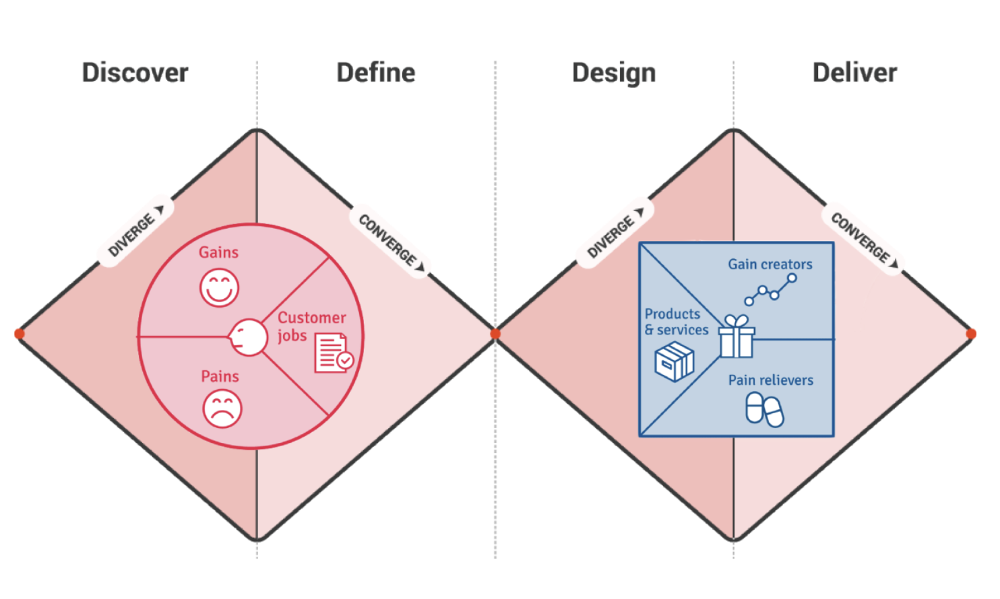 Discover
Define
Design
Deliver
DIVERGE
CONVERGE
DIVERGE
CONVERGE
Gains
Customer
jobs
Pains
Gain creators
Products
& services
Pain relievers